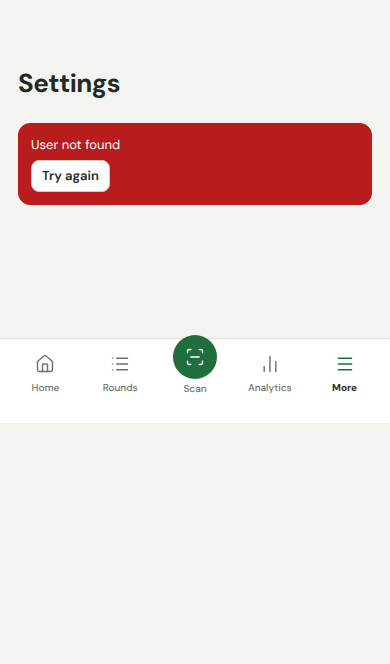 Settings
User not found
Try again
Home
Rounds
Scan
Analytics
More